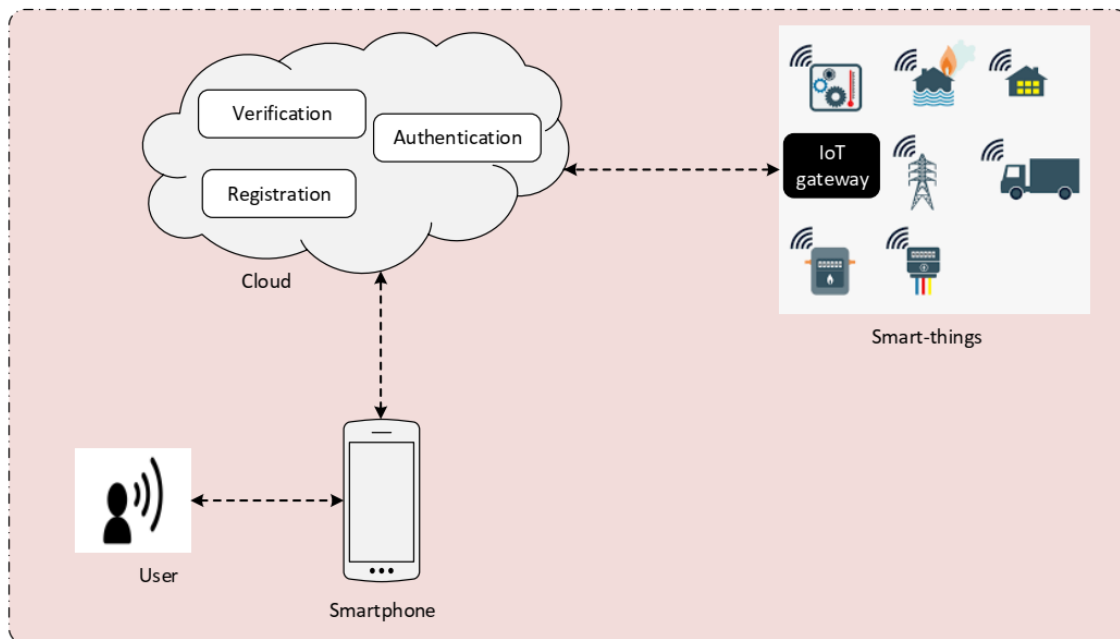 Verification
Authentication
Registration
Cloud
IoT
gateway
Smart-things
User
Smartphone